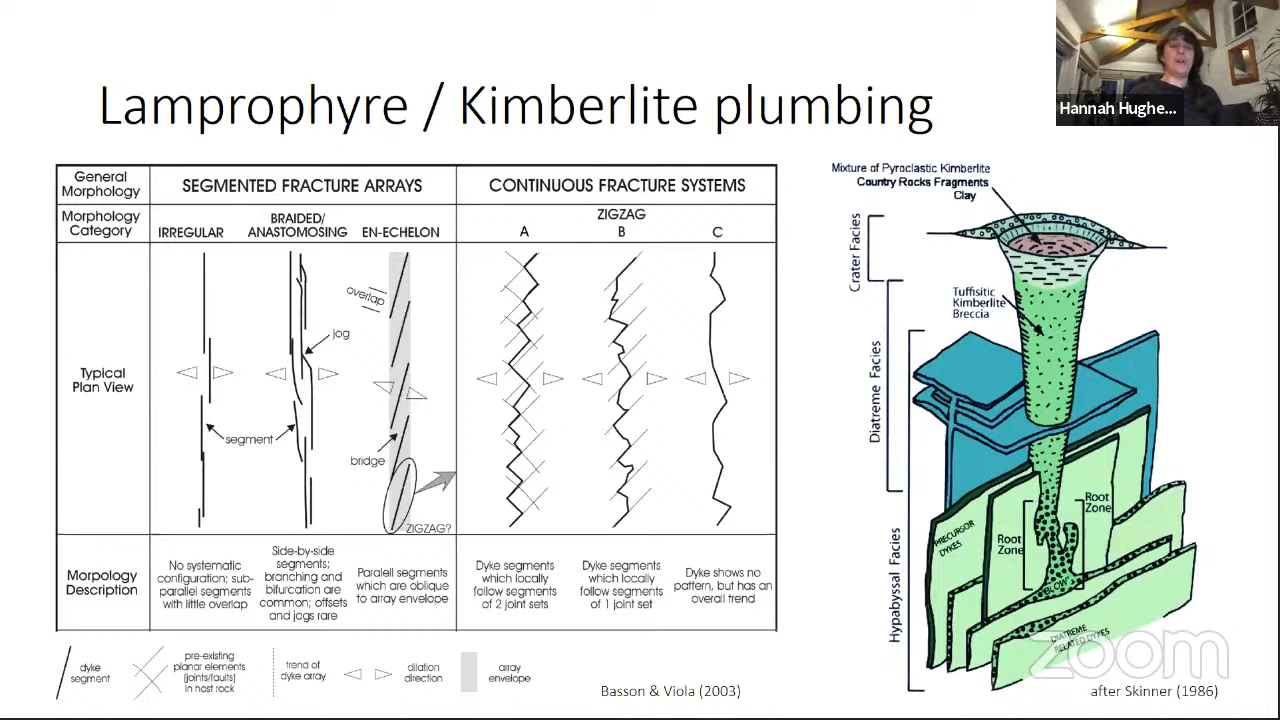 Hannah Hughe...
Lamprophyre / Kimberlite plumbing
General
Morphology
SEGMENTED FRACTURE ARRAYS
CONTINUOUS FRACTURE SYSTEMS
Morphology
Category
IRREGULAR
BRAIDED/
ANASTOMOSING
EN-ECHELON
ZIGZAG
A
B
C
Typical
Plan View
overlap
jog
segment
bridge
ZIGZAG?
Morpology
Description
No systematic
configuration; sub-
parallel segments
with little overlap
Side-by-side
segments;
branching and
bifurcation are
common; offsets
and jogs rare
Paralell segments
which are oblique
to array envelope
Dyke segments
which locally
follow segments
of 2 joint sets
Dyke segments
which locally
follow segments
of 1 joint set
Dyke shows no
pattern, but has an
overall trend
dyke
segment
pre-existing
planar elements
(joints/faults)
in host rock
trend of
dyke array
dilation
direction
array
envelope
Basson & Viola (2003)
Mixture of Pyroclastic Kimberlite
Country Rocks Fragments
Clay
Crater Facies
Tuffisitic
Kimberlite
Breccia
Diatreme Facies
Hypabyssal Facies
Root
Zone
Root
Zone
PRECURSOR
DYKES
BLOW
DIATREME
RELATED DYKES
zoom
after Skinner (1986)